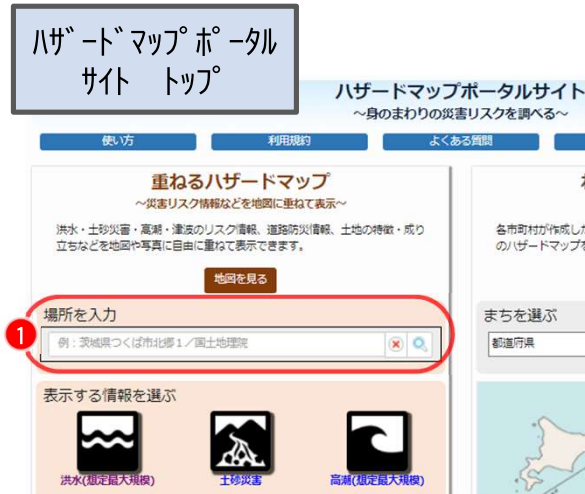 ハザードマップポータル
サイト　トップ
ハザードマップポータルサイト
～身のまわりの災害リスクを調べる～
使い方
利用規約
よくある質問
重ねるハザードマップ
～災害リスク情報などを地図に重ねて表示～
洪水・土砂災害・高潮・津波のリスク情報、道路防災情報、土地の特徴・成り
立ちなどを地図や写真に自由に重ねて表示できます。
地図を見る
1
場所を入力
例：茨城県つくば市北郷１／国土地理院
表示する情報を選ぶ
洪水(想定最大規模)
土砂災害
高潮(想定最大規模)
各市町村が作成した
のハザードマップを
まちを選ぶ
都道府県